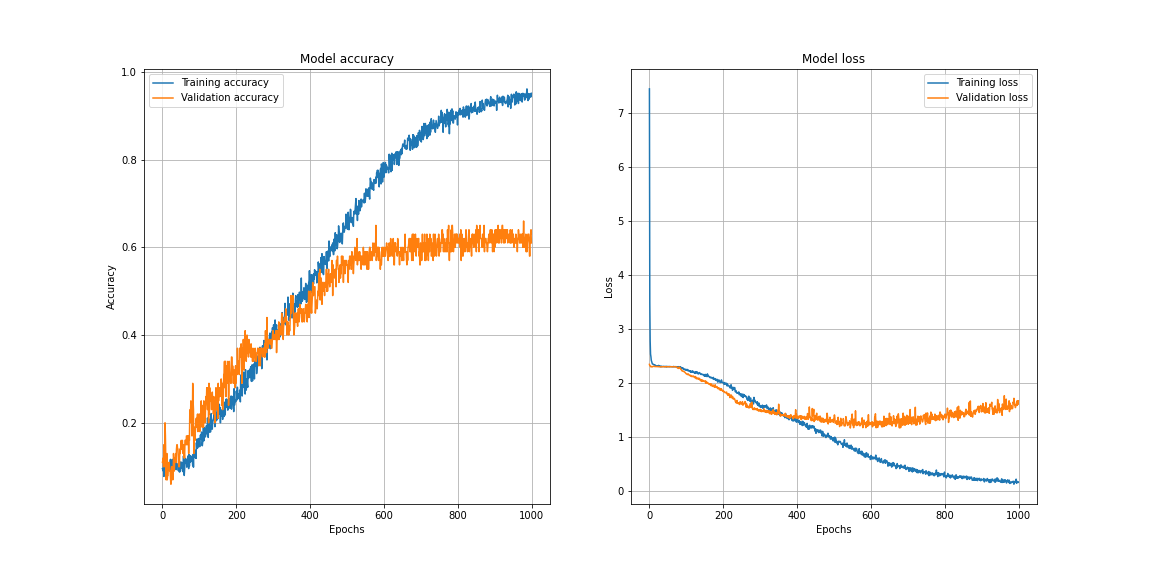 Model accuracy
Training accuracy
Validation accuracy
1.0
0.8
0.6
0.4
0.2
Accuracy
0 200 400 600 800 1000
Epochs
Model loss
Training loss
Validation loss
7
6
5
4
3
2
1
0
Loss
0 200 400 600 800 1000
Epochs